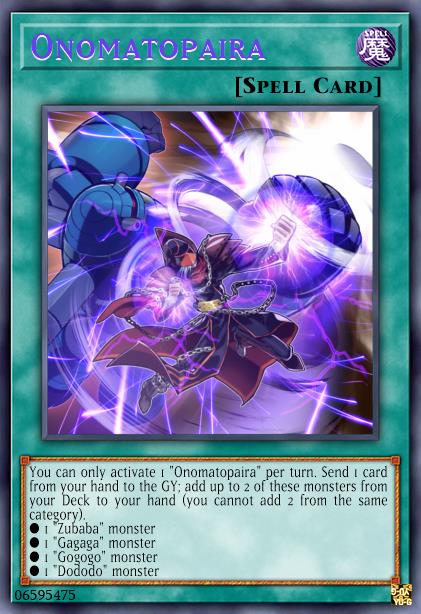 Onomatopaira
SPELL
魔
[Spell Card]
You can only activate 1 "Onomatopaira" per turn. Send 1 card
from your hand to the GY; add up to 2 of these monsters from
your Deck to your hand (you cannot add 2 from the same
category).
● 1 "Zubaba" monster
● 1 "Gagaga" monster
● 1 "Gogogo" monster
● 1 "Dododo" monster
06595475